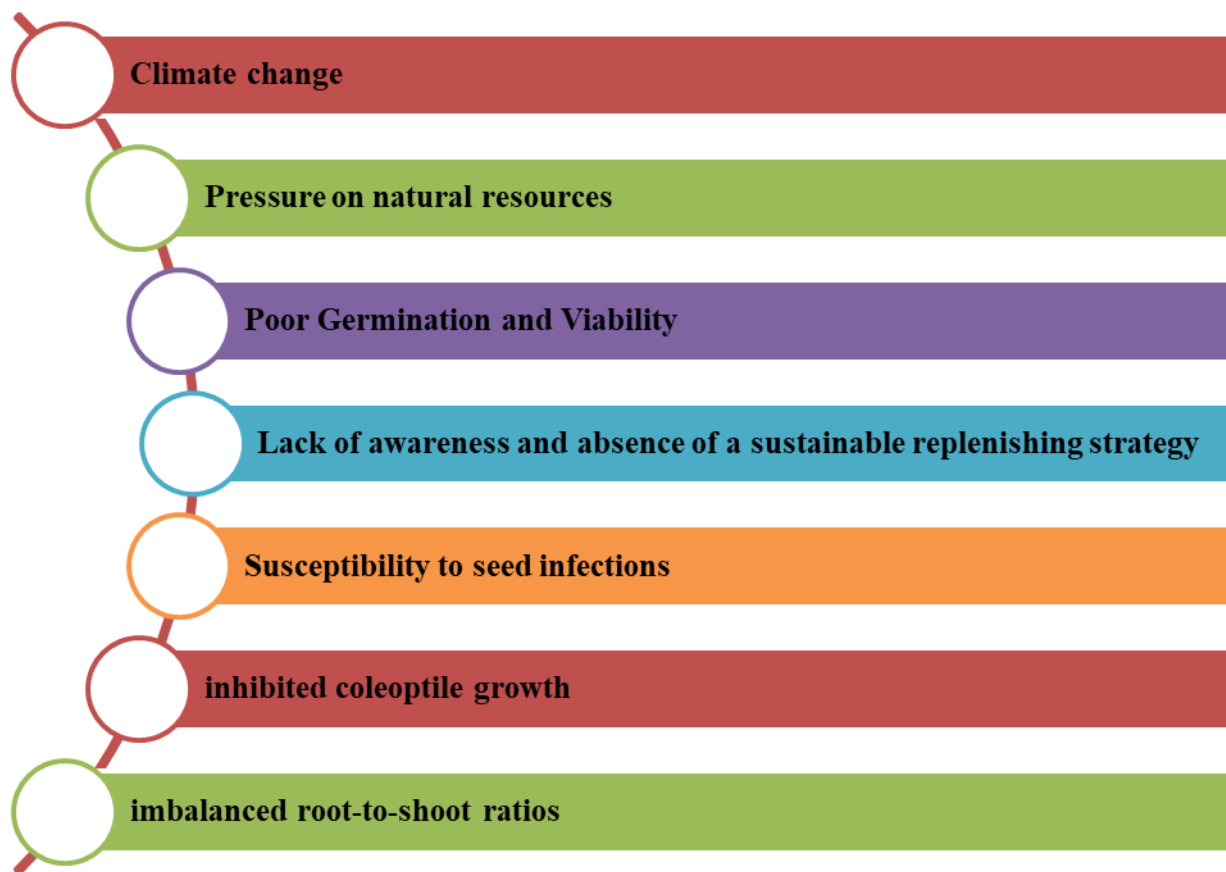 Climate change
Pressure on natural resources
Poor Germination and Viability
Lack of awareness and absence of a sustainable replenishing strategy
Susceptibility to seed infections
inhibited coleoptile growth
imbalanced root-to-shoot ratios